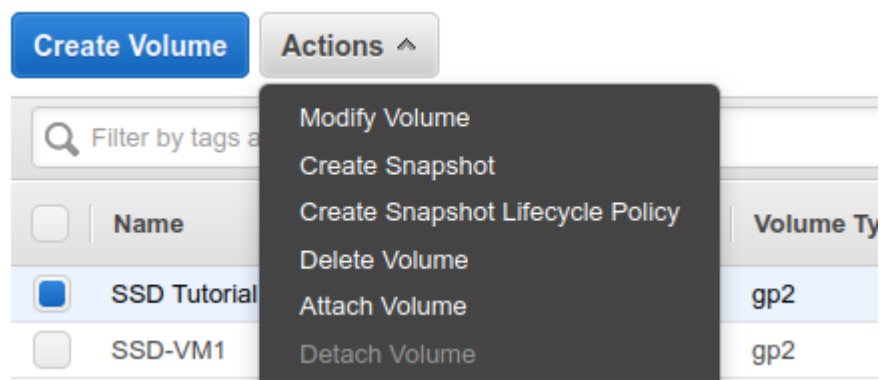 Create Volume
Actions
Modify Volume
Filter by tags a
Create Snapshot
Create Snapshot Lifecycle Policy
Name
Volume Ty
Delete Volume
SSD Tutorial
gp2
Attach Volume
SSD-VM1
gp2
Detach Volume